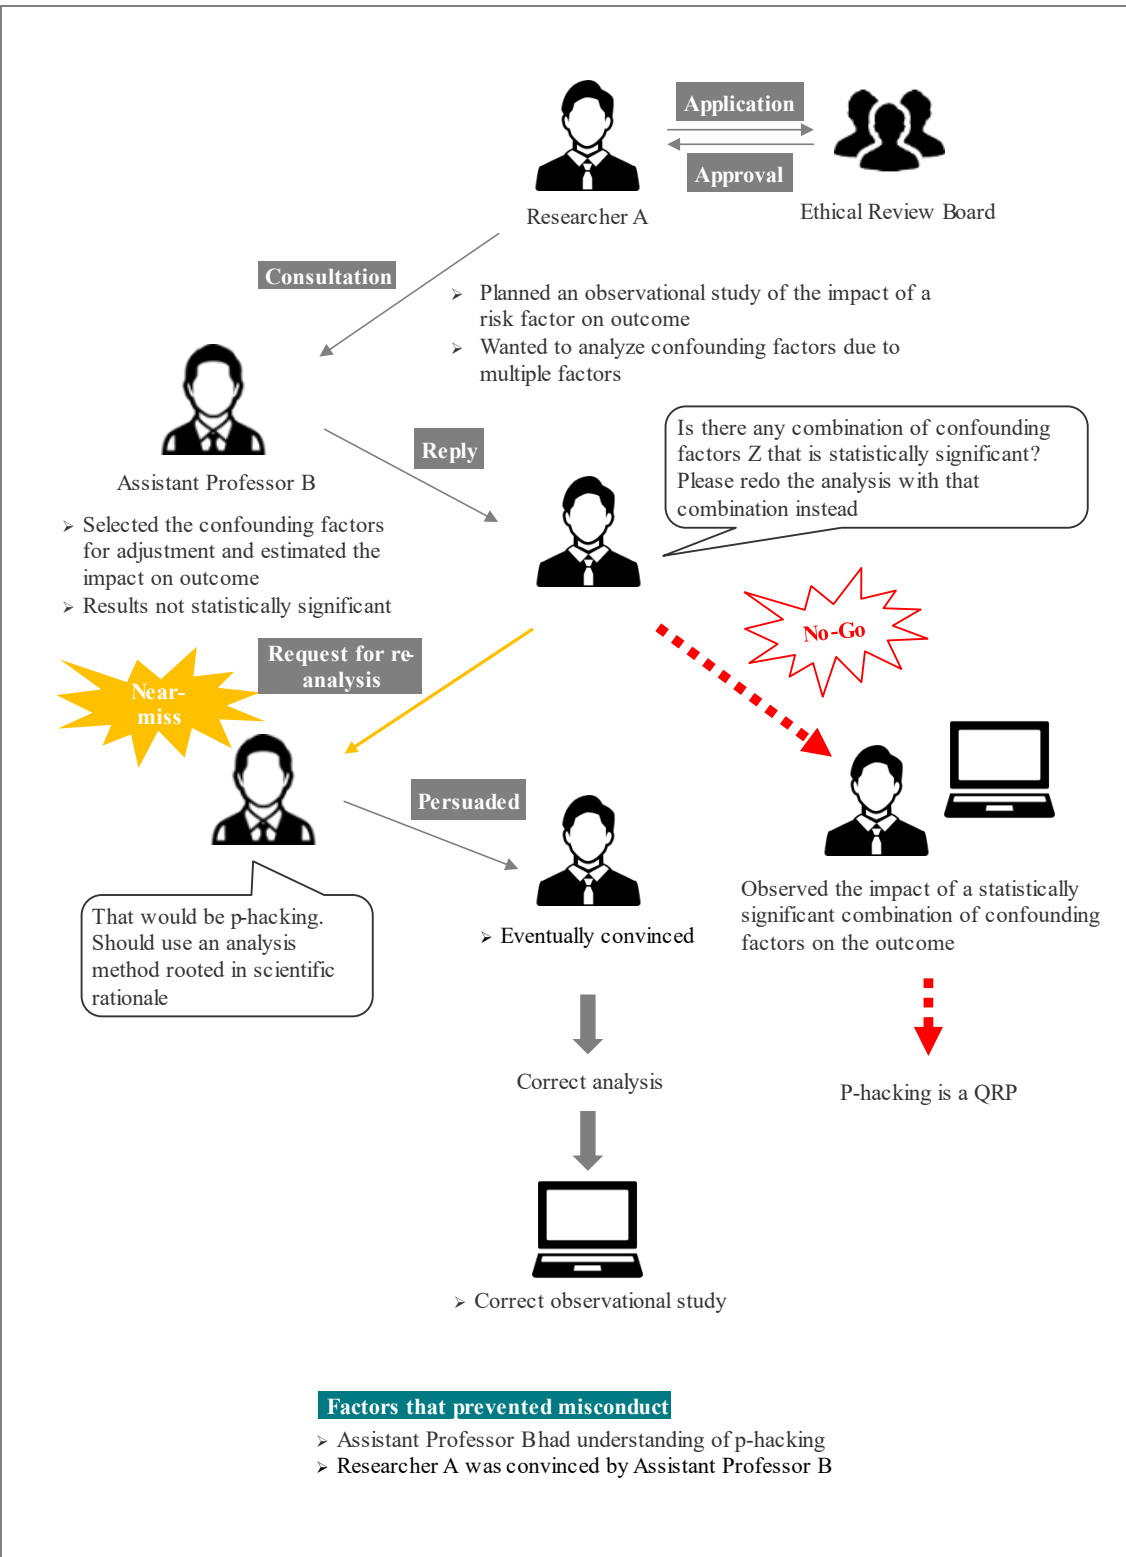 Application
Approval
Researcher A
Ethical Review Board
Consultation
➢ Planned an observational study of the impact of a
risk factor on outcome
➢ Wanted to analyze confounding factors due to
multiple factors
Is there any combination of confounding
factors Z that is statistically significant?
Please redo the analysis with that
combination instead
Reply
Assistant Professor B
➢ Selected the confounding factors
for adjustment and estimated the
impact on outcome
➢ Results not statistically significant
No-Go
Request for re-
analysis
Near-
miss
Persuaded
That would be p-hacking.
Should use an analysis
method rooted in scientific
rationale
➢ Eventually convinced
Observed the impact of a statistically
significant combination of confounding
factors on the outcome
Correct analysis
P-hacking is a QRP
➢ Correct observational study
Factors that prevented misconduct
➢ Assistant Professor B had understanding of p-hacking
➢ Researcher A was convinced by Assistant Professor B